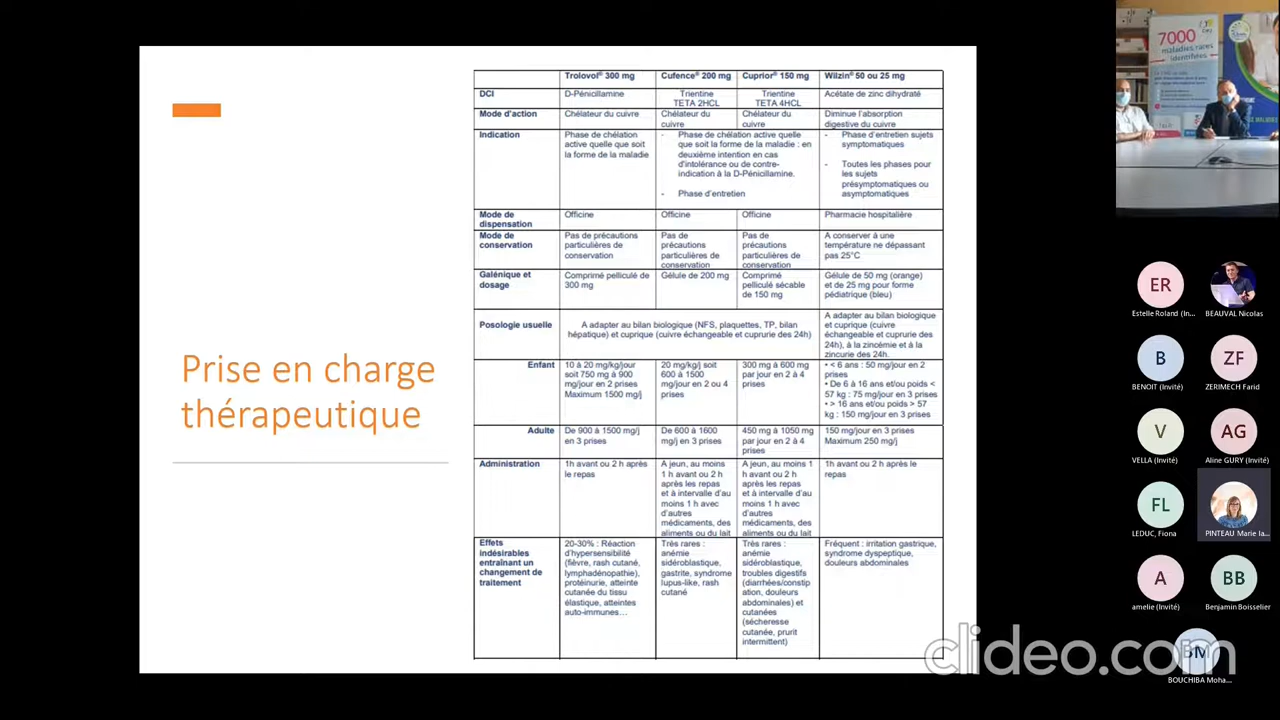 Prise en charge
thérapeutique
Trolovol® 300 mg
Cufence® 200 mg
Cuprior® 150 mg
Wilzin® 50 ou 25 mg
DCI
D-Pénicillamine
Trientine
TETA 2HCL
Trientine
TETA 4HCL
Acétate de zinc dihydraté
Mode d'action
Chélateur du cuivre
Chélateur du
cuivre
Chélateur du
cuivre
Diminue l'absorption
digestive du cuivre
Indication
Phase de chélation
active quelle que soit
la forme de la maladie
- Phase de chélation active quelle
que soit la forme de la maladie : en
deuxième intention en cas
d'intolérance ou de contre-
indication à la D-Pénicillamine.
- Phase d'entretien
- Phase d'entretien sujets
symptomatiques
- Toutes les phases pour
les sujets
présymptomatiques ou
asymptomatiques
Mode de
dispensation
Officine
Officine
Officine
Pharmacie hospitalière
Mode de
conservation
Pas de précautions
particulières de
conservation
Pas de
précautions
particulières de
conservation
Pas de
précautions
particulières de
conservation
A conserver à une
température ne dépassant
pas 25°C
Galénique et
dosage
Comprimé pelliculé de
300 mg
Gélule de 200 mg
Comprimé
pelliculé sécable
de 150 mg
Gélule de 50 mg (orange)
et de 25 mg pour forme
pédiatrique (bleu)
Posologie usuelle
A adapter au bilan biologique (NFS, plaquettes, TP, bilan
hépatique) et cuprique (cuivre échangeable et cuprurie des 24h)
A adapter au bilan biologique
et cuprique (cuivre
échangeable et cuprurie des
24h), à la zincémie et à la
zincurie des 24h.
Enfant
10 à 20 mg/kg/jour
soit 750 mg à 900
mg/jour en 2 prises
Maximum 1500 mg/j
20 mg/kg/j soit
600 à 1500
mg/jour en 2 ou 4
prises
300 mg à 600 mg
par jour en 2 à 4
prises
• < 6 ans : 50 mg/jour en 2
prises
• De 6 à 16 ans et/ou poids <
57 kg : 75 mg/jour en 3 prises
• > 16 ans et/ou poids > 57
kg : 150 mg/jour en 3 prises
Adulte
De 900 à 1500 mg/j
en 3 prises
De 600 à 1600
mg/j en 3 prises
450 mg à 1050 mg
par jour en 2 à 4
prises
150 mg/jour en 3 prises
Maximum 250 mg/j
Administration
1h avant ou 2 h après
le repas
A jeun, au moins
1 h avant ou 2 h
après les repas
et à intervalle d'au
moins 1 h avec
d'autres
médicaments, des
aliments ou du lait
A jeun, au moins 1
h avant ou 2 h
après les repas
et à intervalle d'au
moins 1 h avec
d'autres
médicaments, des
aliments ou du lait
1h avant ou 2 h après le
repas
Effets
indésirables
entraînant un
changement de
traitement
20-30% : Réaction
d'hypersensibilité
(fièvre, rash cutané,
lymphadénopathie),
protéinurie, atteinte
cutanée du tissu
élastique, atteintes
auto-immunes…
Très rares :
anémie
sidéroblastique,
gastrite, syndrome
lupus-like, rash
cutané
Très rares :
anémie
sidéroblastique,
troubles digestifs
(diarrhées/constip
ation, douleurs
abdominales) et
cutanées
(sécheresse
cutanée, prurit
intermittent)
Fréquent : irritation gastrique,
syndrome dyspeptique,
douleurs abdominales
7000
maladies rares
identifiées
ER
Estelle Roland (In...
BEAUVAL Nicolas
B
BENOIT (Invité)
ZF
ZERIMECH Farid
V
VELLA (Invité)
AG
Aline GURY (Invité)
FL
LEDUC, Fiona
PINTEAU Marie la...
A
amelie (Invité)
BB
Benjamin Boisselier
BM
BOUCHIBA Moha...
clideo.com